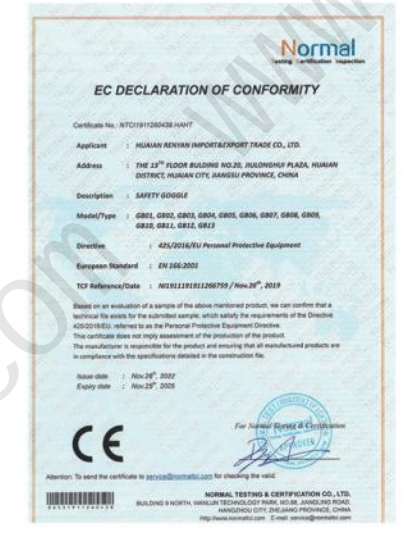 Normal
Testing Certification Inspection
EC DECLARATION OF CONFORMITY
Certificate No.: NTCI1911260438 HAHT
Applicant : HUAIAN RENYAN IMPORT&EXPORT TRADE CO., LTD.
Address : THE 13TH FLOOR BULDING NO.20, JIULONGHUI PLAZA, HUAIAN
DISTRICT, HUAIAN CITY, JIANGSU PROVINCE, CHINA
Description : SAFETY GOGGLE
Model/Type : GB01, GB02, GB03, GB04, GB05, GB06, GB07, GB08, GB09,
GB10, GB11, GB12, GB13
Directive : 425/2016/EU Personal Protective Equipment
European Standard : EN 166:2001
TCF Reference/Date : NI1911191911266759 / Nov.26th, 2019
Based on an evaluation of a sample of the above mentioned product, we can confirm that a
technical file exists for the submitted sample, which satisfy the requirements of the Directive
425/2016/EU, referred to as the Personal Protective Equipment Directive.
This certificate does not imply assessment of the production of the product.
The manufacturer is responsible for the product and ensuring that all manufactured products are
in compliance with the specifications detailed in the construction file.
Issue date : Nov.26th, 2022
Expiry date : Nov.25th, 2025
For Normal Testing & Certification
APPROVED
CE
Attention: To send the certificate to service@normaltci.com for checking the valid.
NORMAL TESTING & CERTIFICATION CO., LTD.
BUILDING 9 NORTH, WANLUN TECHNOLOGY PARK, NO.88, JIANGLING ROAD,
HANGZHOU CITY, ZHEJIANG PROVINCE, CHINA
Http://www.normaltci.com E-mail: service@normaltci.com